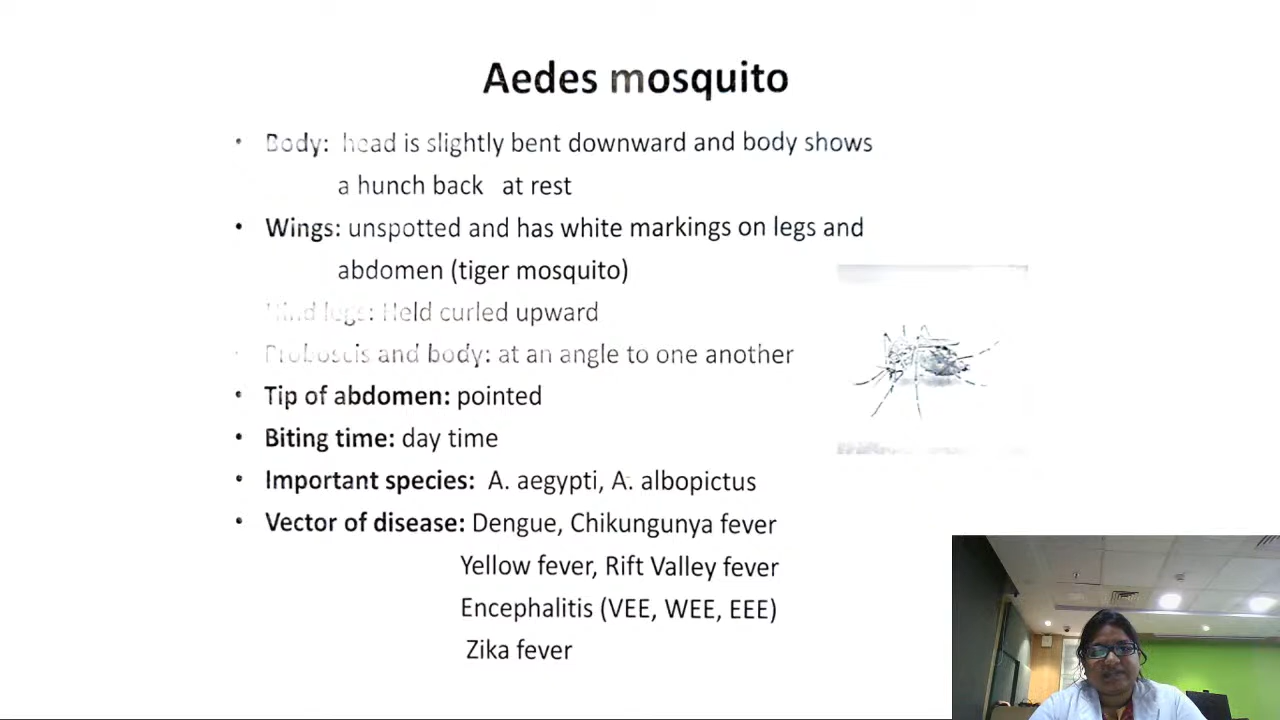 Aedes mosquito
• Body: head is slightly bent downward and body shows
a hunch back at rest
• Wings: unspotted and has white markings on legs and
abdomen (tiger mosquito)
Hind legs: Held curled upward
• Proboscis and body: at an angle to one another
• Tip of abdomen: pointed
• Biting time: day time
• Important species: A. aegypti, A. albopictus
• Vector of disease: Dengue, Chikungunya fever
Yellow fever, Rift Valley fever
Encephalitis (VEE, WEE, EEE)
Zika fever